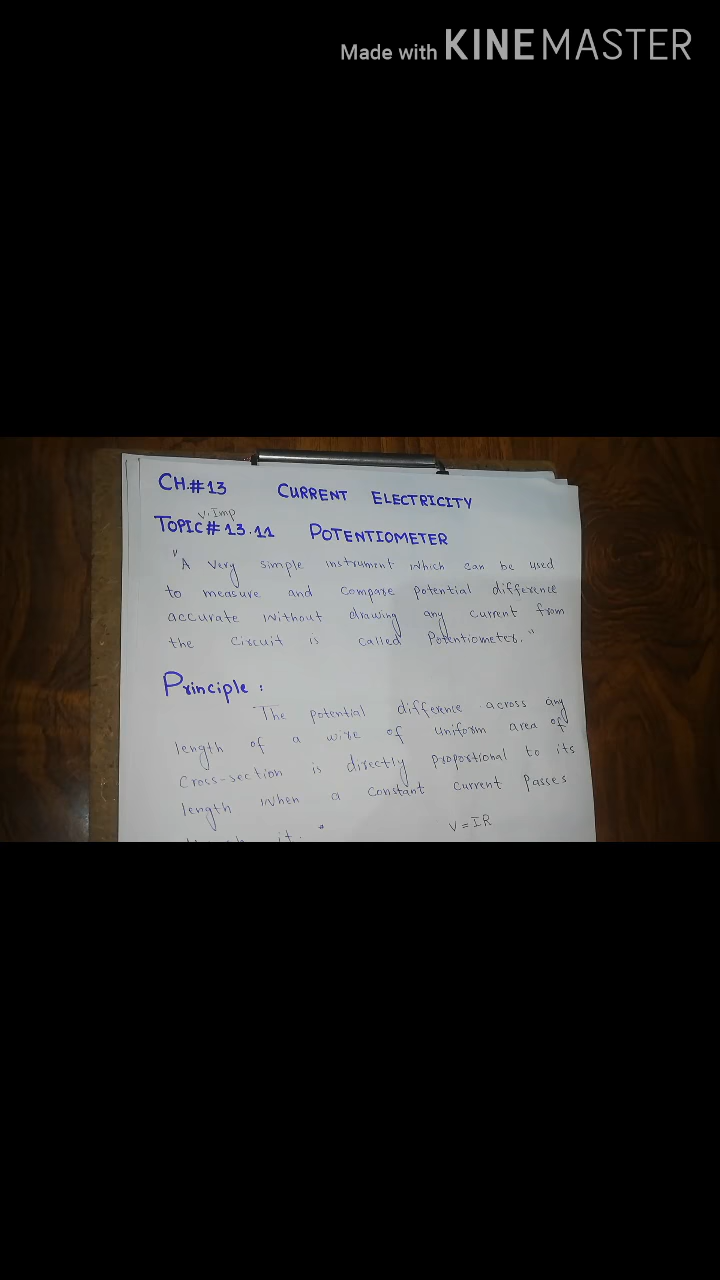 Made with KINEMASTER
CH.#13 CURRENT ELECTRICITY
V.Imp
TOPIC#13.11 POTENTIOMETER
"A Very simple instrument which can be used
to measure and compare potential difference
accurate without drawing any current from
the circuit is called Potentiometer."
Principle :
The potential difference across any
length of a wire of uniform area of
cross-section is directly proportional to its
length when a constant current passes
it.
V=IR